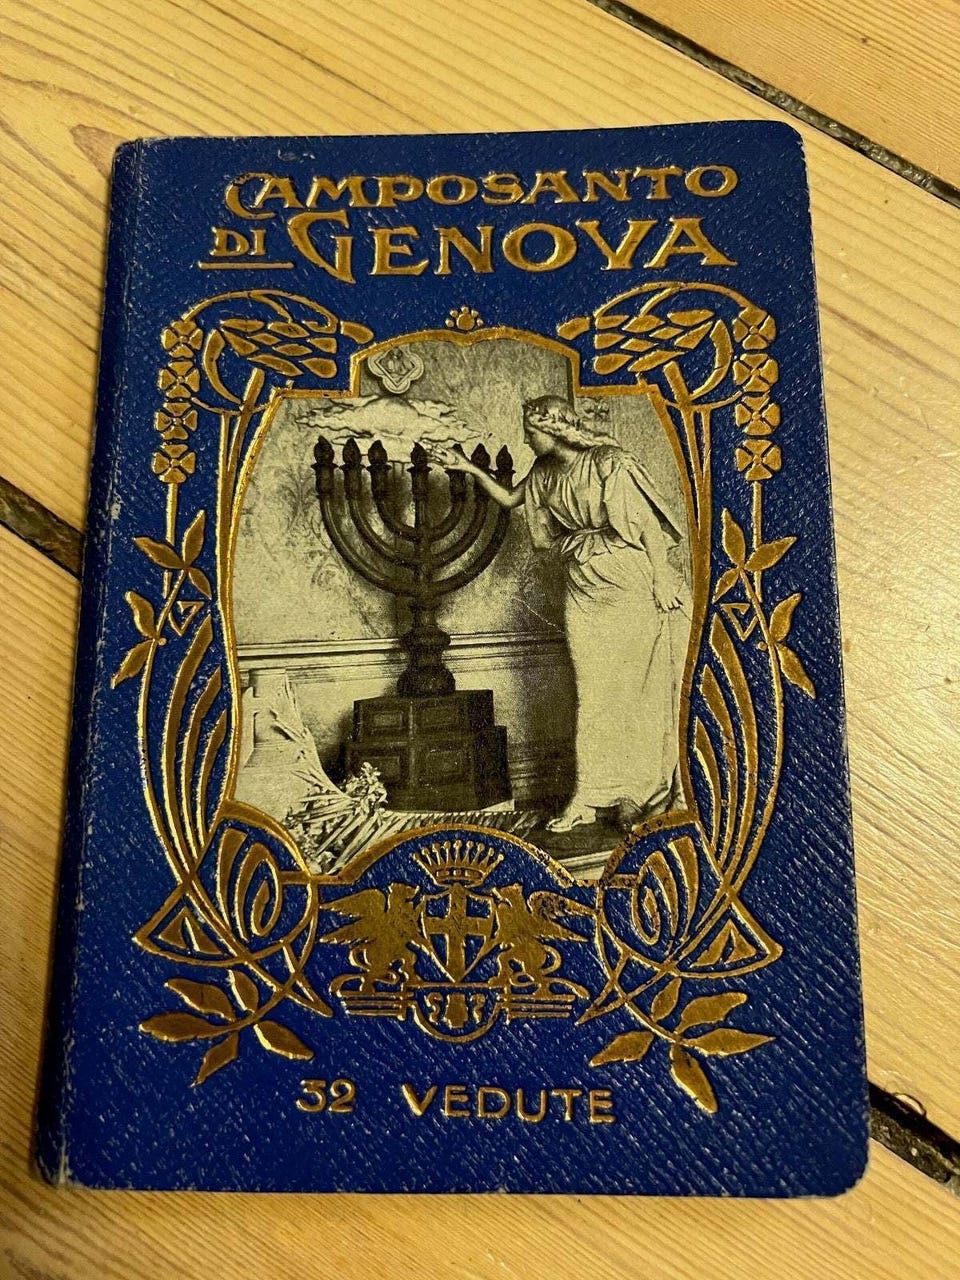 CAMPOSANTO
DI GENOVA
32 VEDUTE